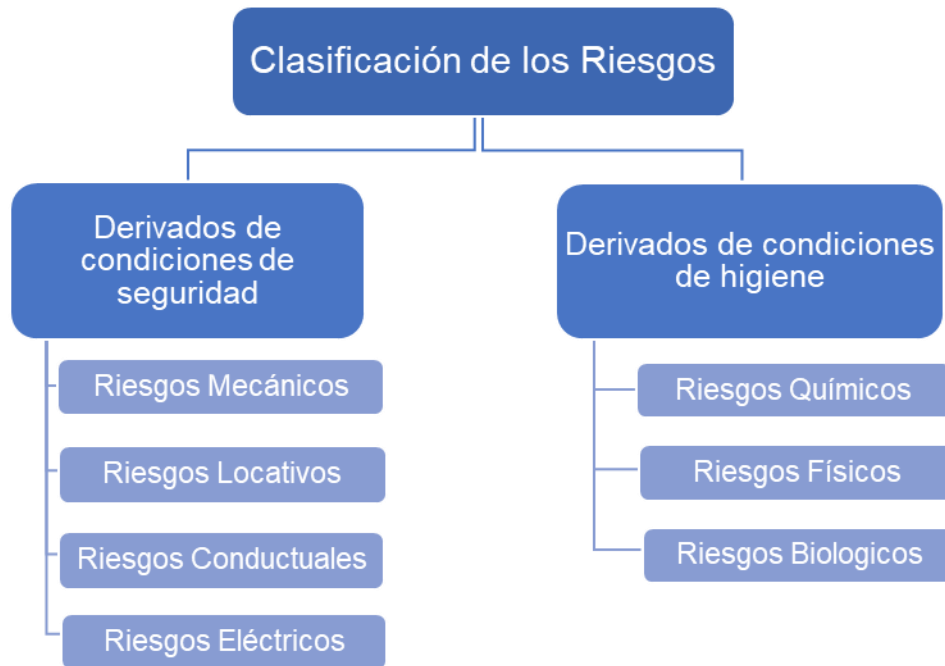 Clasificación de los Riesgos
Derivados de
condiciones de
seguridad
Riesgos Mecánicos
Riesgos Locativos
Riesgos Conductuales
Riesgos Eléctricos
Derivados de condiciones
de higiene
Riesgos Químicos
Riesgos Físicos
Riesgos Biologicos